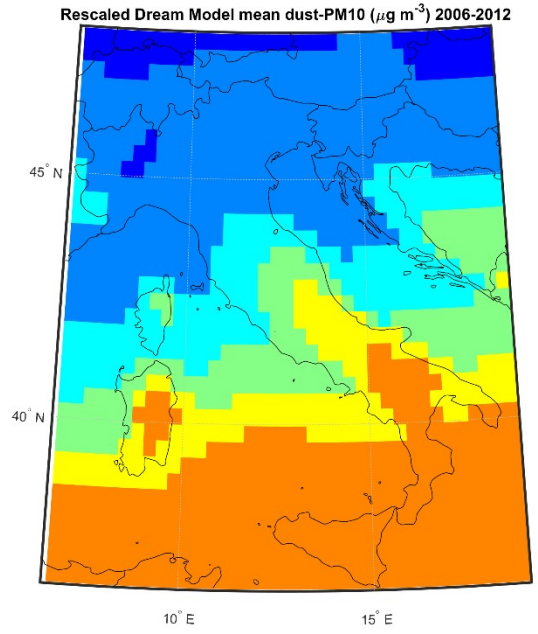 Rescaled Dream Model mean dust-PM10 (μg m⁻³) 2006-2012
45° N
40° N
10° E
15° E